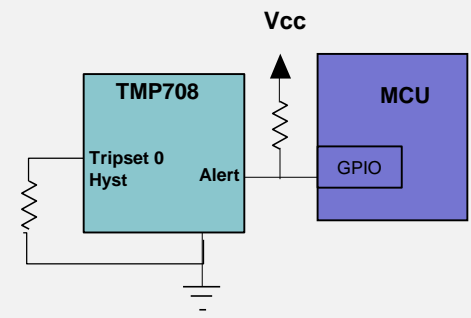 Vcc
TMP708
MCU
Tripset 0
Hyst
Alert
GPIO